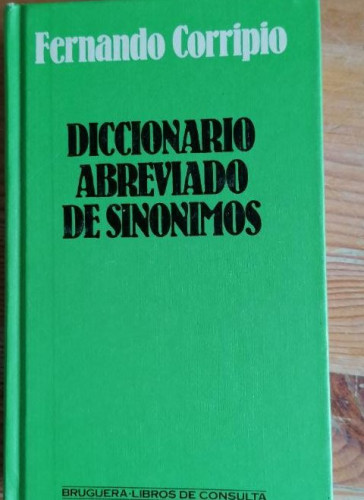 Fernando Corripio
DICCIONARIO
ABREVIADO
DE SINONIMOS
BRUGUERA·LIBROS DE CONSULTA